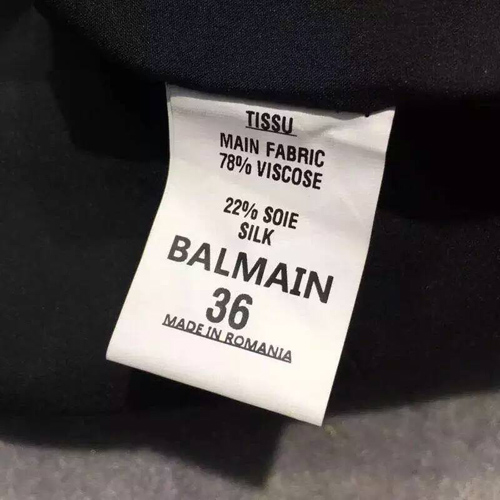 TISSU
MAIN FABRIC
78% VISCOSE
22% SOIE
SILK
BALMAIN
36
MADE IN ROMANIA